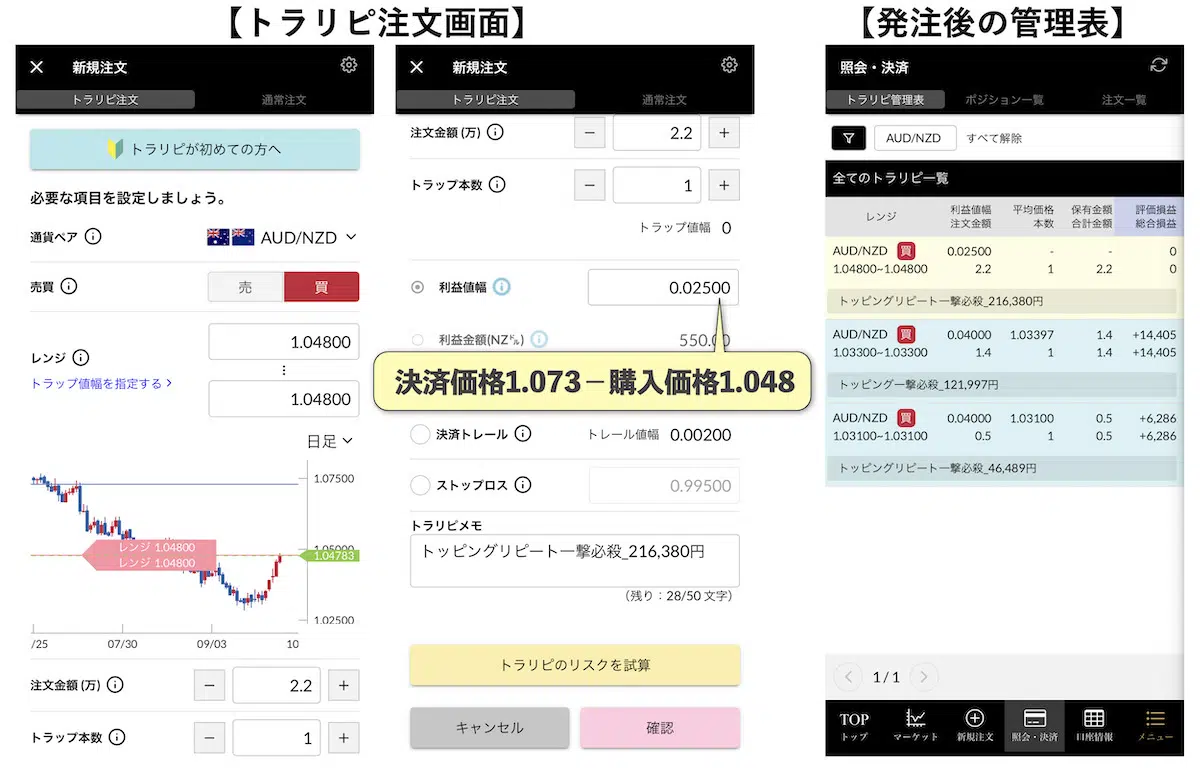 【トラリピ注文画面】
新規注文
トラリピ注文 通常注文
トラリピが初めての方へ
必要な項目を設定しましょう。
通貨ペア AUD/NZD
売買 売 買
1.04800
レンジ
トラップ値幅を指定する
1.04800
日足
1.07500
1.05000
1.04783
レンジ 1.04800
レンジ 1.04800
1.02500
/25 07/30 09/03 10
注文金額 (万) − 2.2 +
トラップ本数 − 1 +
新規注文
トラリピ注文 通常注文
注文金額 (万) − 2.2 +
トラップ本数 − 1 +
トラップ値幅 0
利益値幅 0.02500
利益金額(NZ㌦) 550.00
決済価格1.073－購入価格1.048
決済トレール トレール値幅 0.00200
ストップロス 0.99500
トラリピメモ
トッピングリピート一撃必殺_216,380円
（残り：28/50 文字）
トラリピのリスクを試算
キャンセル 確認
【発注後の管理表】
照会・決済
トラリピ管理表 ポジション一覧 注文一覧
AUD/NZD すべて解除
全てのトラリピ一覧
レンジ 利益値幅 平均価格 保有金額 評価損益
注文金額 本数 合計金額 総合損益
AUD/NZD 買 0.02500 - - 0
1.04800~1.04800 2.2 1 2.2 0
トッピングリピート一撃必殺_216,380円
AUD/NZD 買 0.04000 1.03397 1.4 +14,405
1.03300~1.03300 1.4 1 1.4 +14,405
トッピング一撃必殺_121,997円
AUD/NZD 買 0.04000 1.03100 0.5 +6,286
1.03100~1.03100 0.5 1 0.5 +6,286
トッピングリピート一撃必殺_46,489円
1 / 1
TOP
トップ マーケット 新規注文 照会・決済 口座情報 メニュー